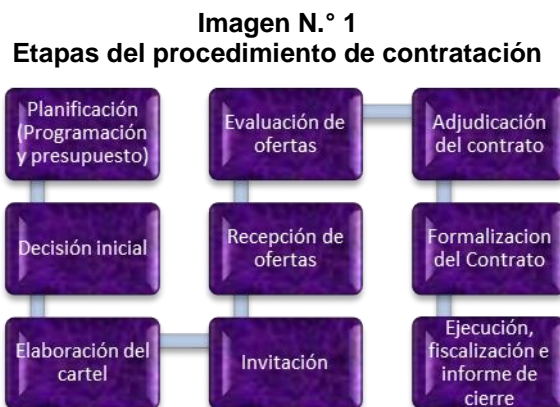 Imagen N.° 1
Etapas del procedimiento de contratación
Planificación
(Programación
y presupuesto)
Decisión inicial
Elaboración del
cartel
Invitación
Recepción de
ofertas
Evaluación de
ofertas
Adjudicación
del contrato
Formalizacion
del Contrato
Ejecución,
fiscalización e
informe de
cierre